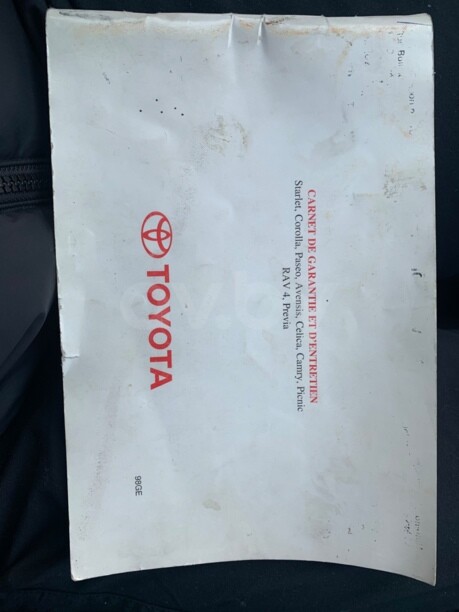 CARNET DE GARANTIE ET D'ENTRETIEN
Starlet, Corolla, Paseo, Avensis, Celica, Camry, Picnic
RAV 4, Previa
TOYOTA
98GE